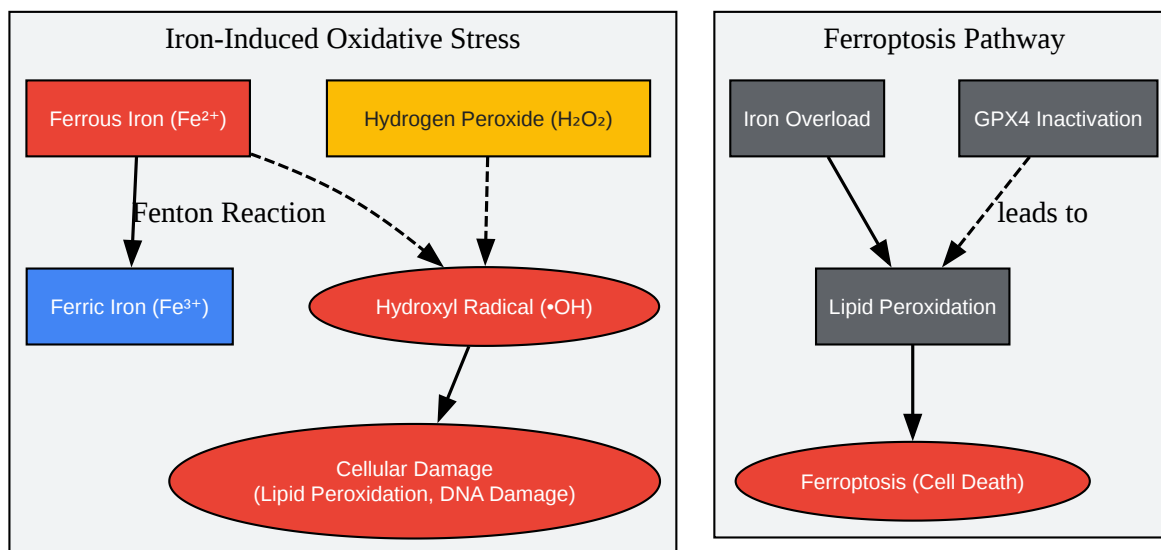 Iron-Induced Oxidative Stress
Ferrous Iron (Fe²⁺)
Hydrogen Peroxide (H₂O₂)
Fenton Reaction
Ferric Iron (Fe³⁺)
Hydroxyl Radical (•OH)
Cellular Damage
(Lipid Peroxidation, DNA Damage)
Ferroptosis Pathway
Iron Overload
GPX4 Inactivation
leads to
Lipid Peroxidation
Ferroptosis (Cell Death)